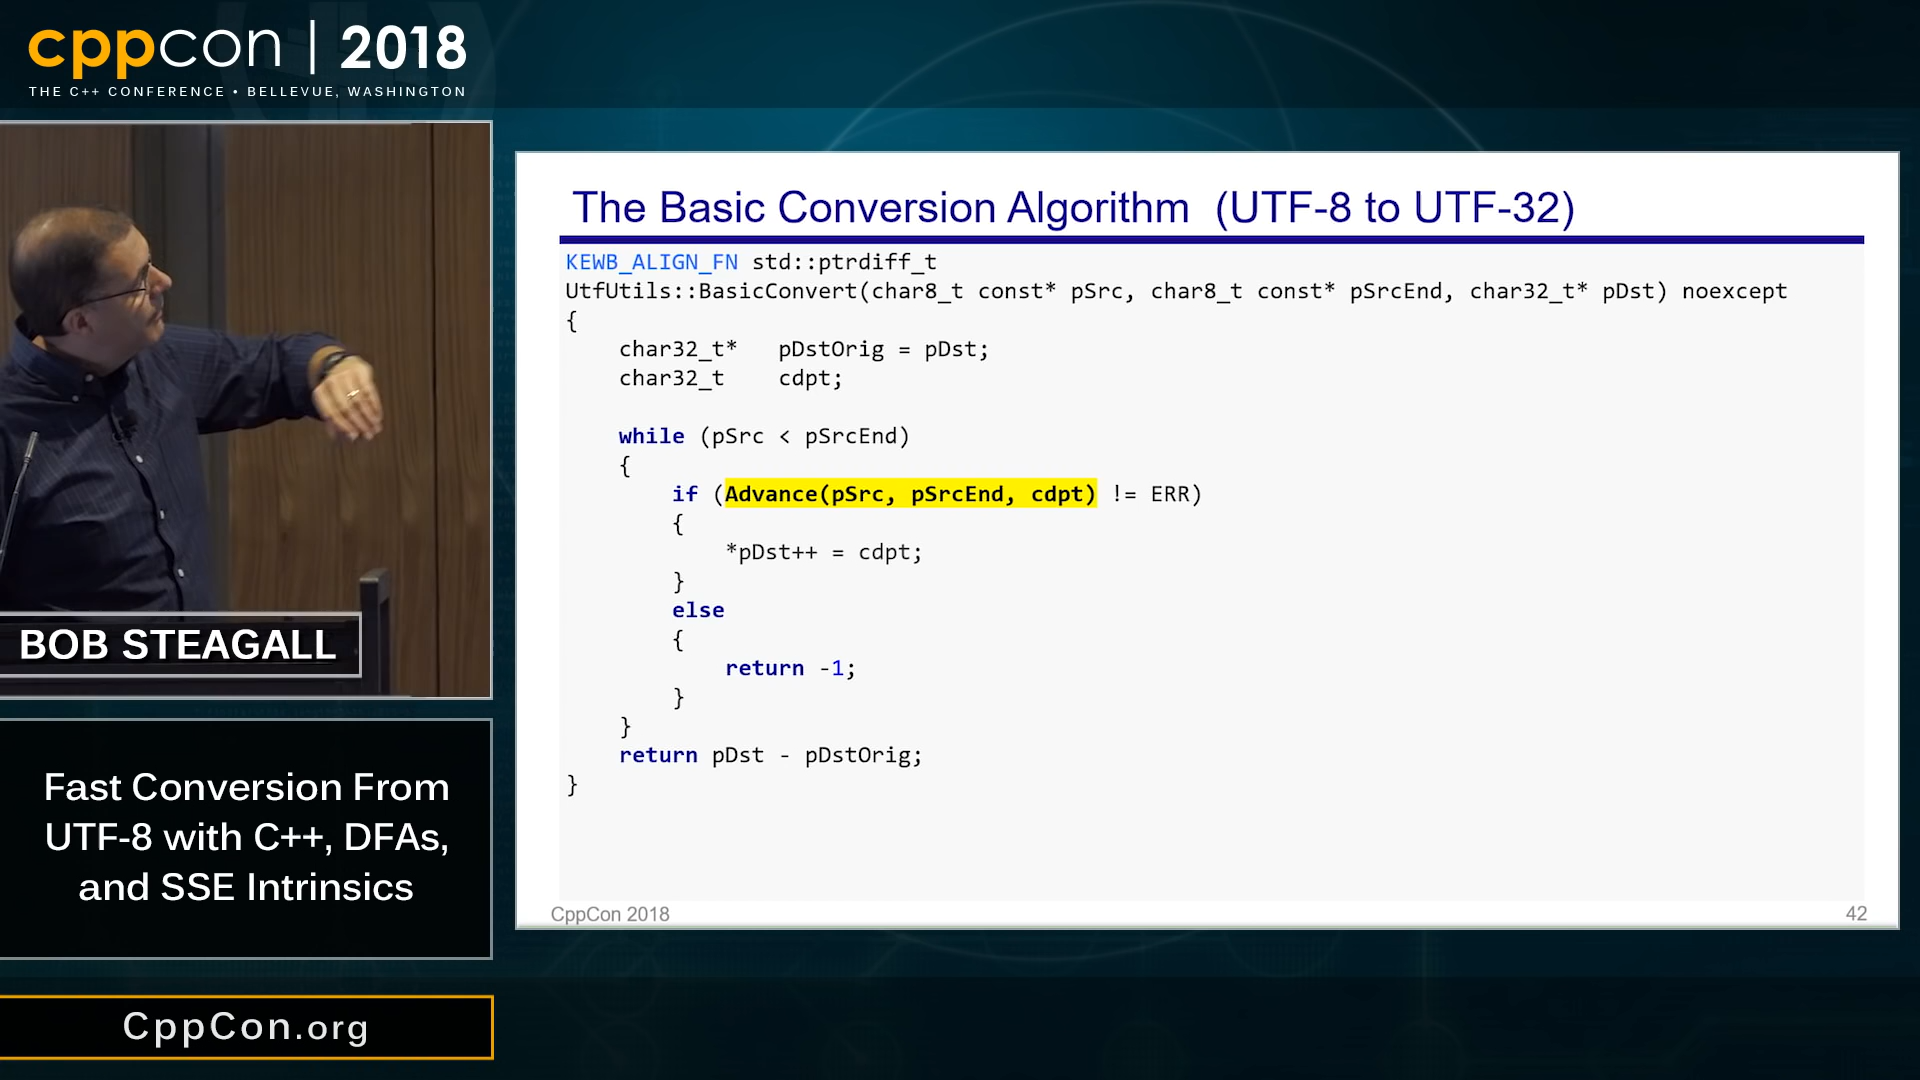 cppcon | 2018
THE C++ CONFERENCE • BELLEVUE, WASHINGTON
BOB STEAGALL
Fast Conversion From
UTF-8 with C++, DFAs,
and SSE Intrinsics
CppCon.org
The Basic Conversion Algorithm (UTF-8 to UTF-32)
KEWB_ALIGN_FN std::ptrdiff_t
UtfUtils::BasicConvert(char8_t const* pSrc, char8_t const* pSrcEnd, char32_t* pDst) noexcept
{
    char32_t*   pDstOrig = pDst;
    char32_t    cdpt;
    while (pSrc < pSrcEnd)
    {
        if (Advance(pSrc, pSrcEnd, cdpt) != ERR)
        {
            *pDst++ = cdpt;
        }
        else
        {
            return -1;
        }
    }
    return pDst - pDstOrig;
}
CppCon 2018
42